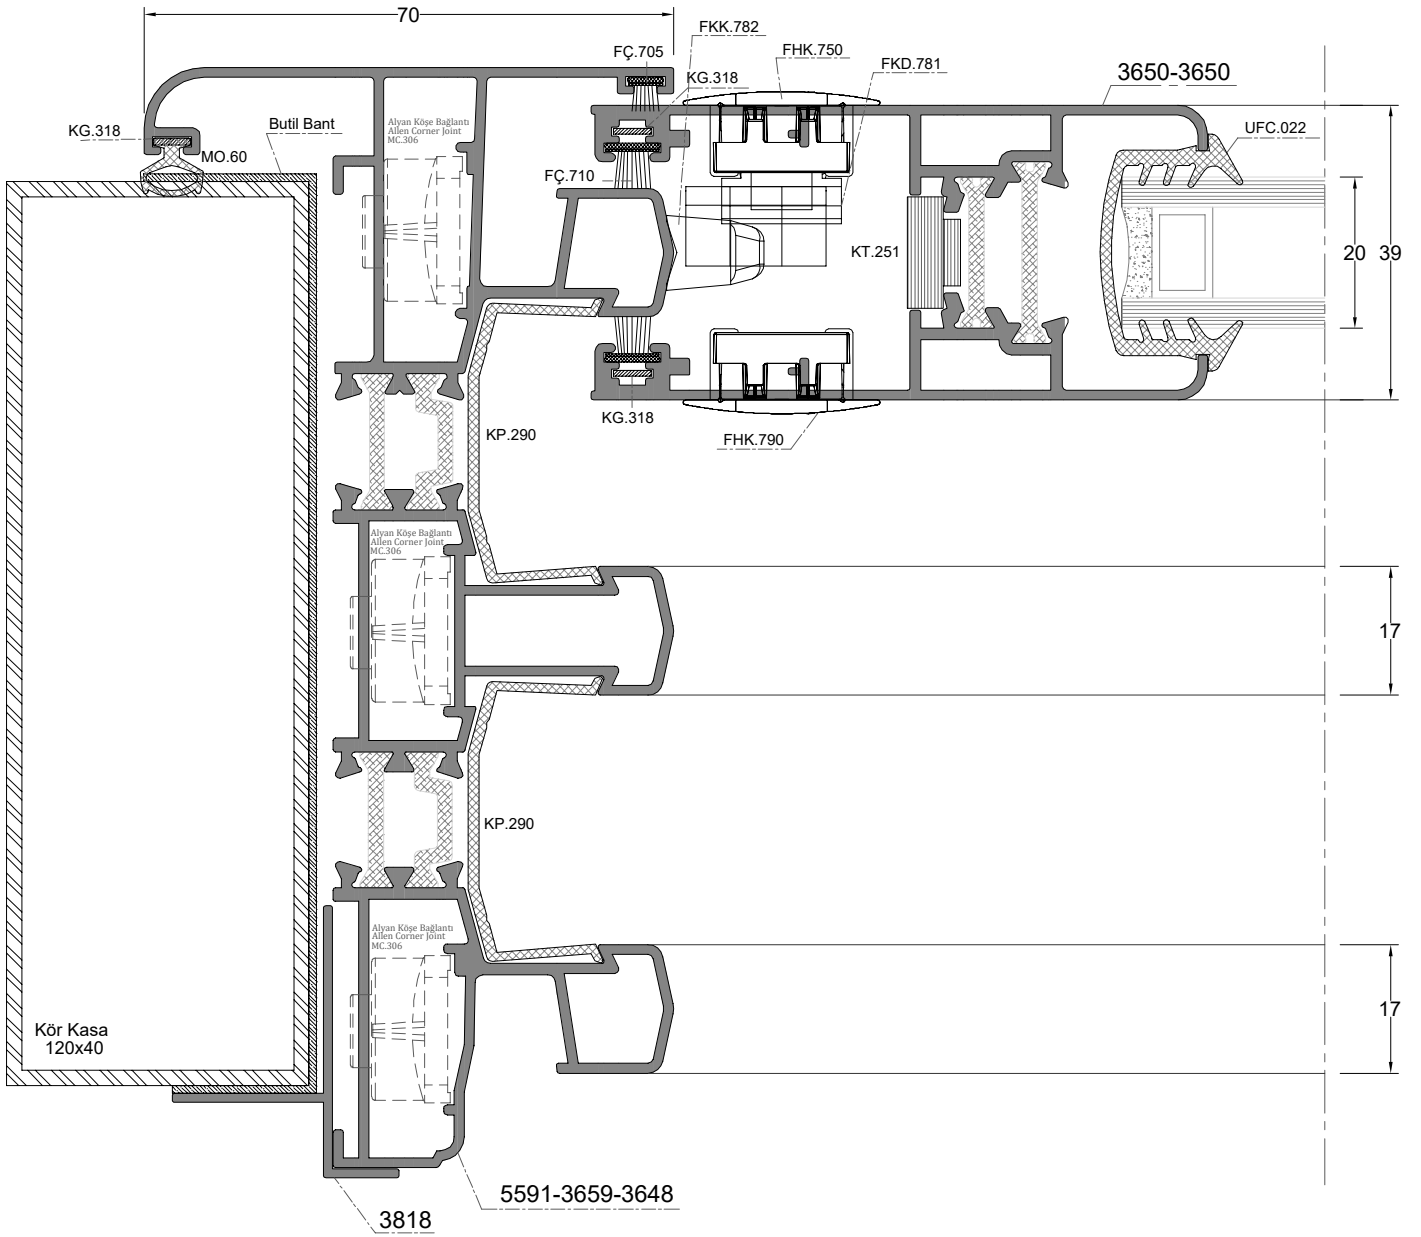 70
FKK.782
FÇ.705
FHK.750
KG.318
FKD.781
3650-3650
KG.318
Butil Bant
Alyan Köşe Bağlantı
Allen Corner Joint
MC.306
UFC.022
MO.60
FÇ.710
KT.251
20
39
KG.318
KP.290
FHK.790
Alyan Köşe Bağlantı
Allen Corner Joint
MC.306
17
KP.290
Alyan Köşe Bağlantı
Allen Corner Joint
MC.306
17
Kör Kasa
120x40
5591-3659-3648
3818